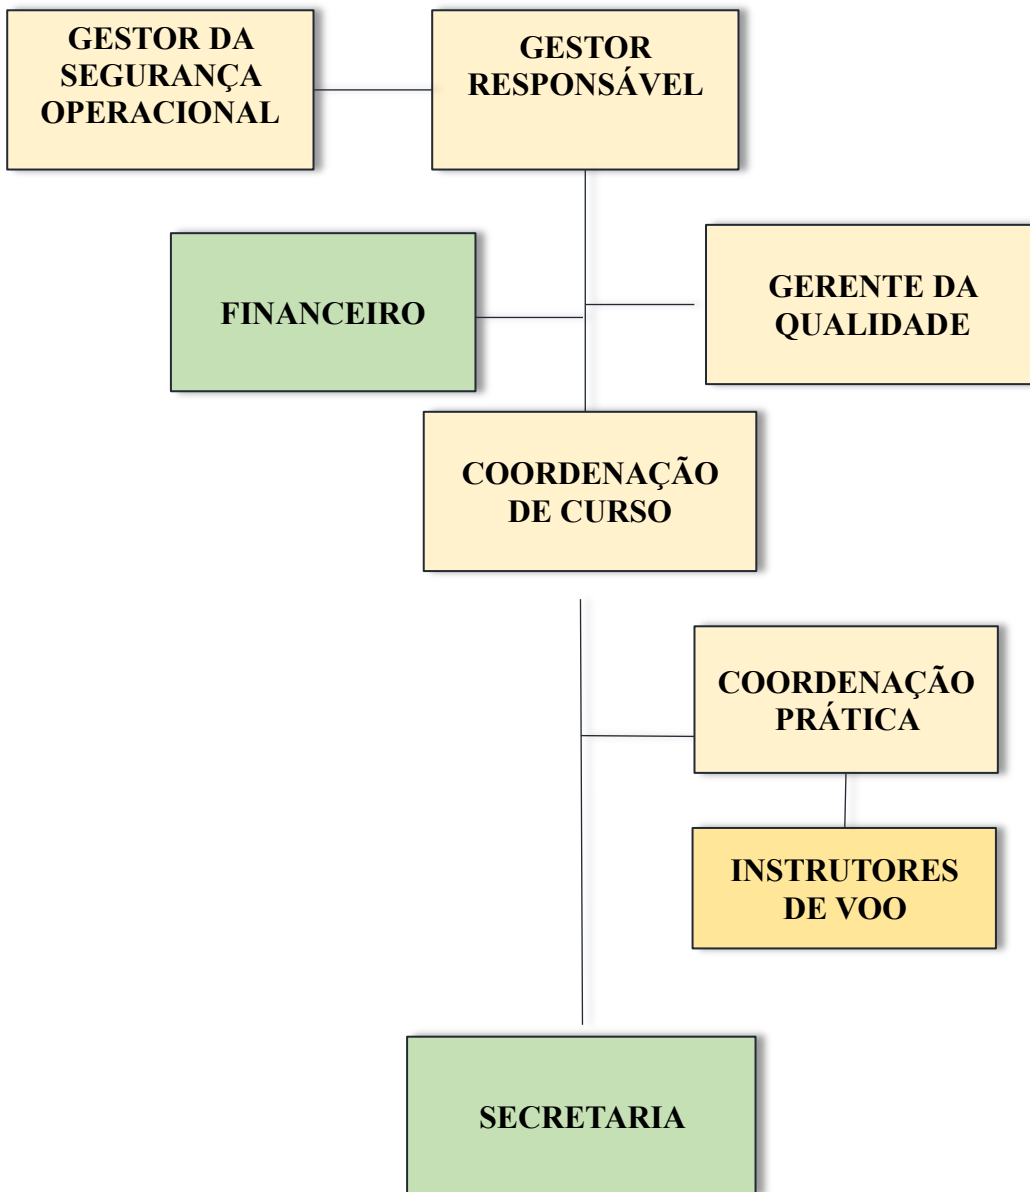 GESTOR DA
SEGURANÇA
OPERACIONAL
GESTOR
RESPONSÁVEL
FINANCEIRO
GERENTE DA
QUALIDADE
COORDENAÇÃO
DE CURSO
COORDENAÇÃO
PRÁTICA
INSTRUTORES
DE VOO
SECRETARIA